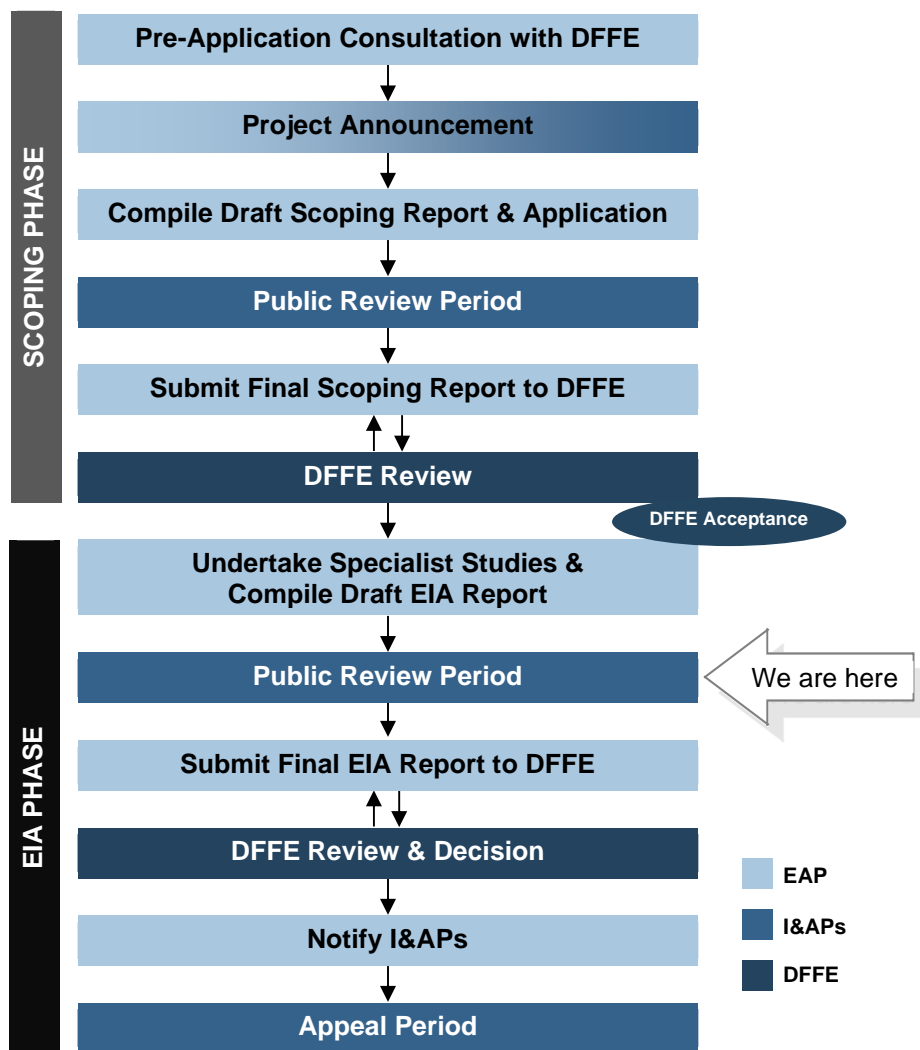 SCOPING PHASE
Pre-Application Consultation with DFFE
Project Announcement
Compile Draft Scoping Report & Application
Public Review Period
Submit Final Scoping Report to DFFE
DFFE Review
DFFE Acceptance
EIA PHASE
Undertake Specialist Studies &
Compile Draft EIA Report
Public Review Period
We are here
Submit Final EIA Report to DFFE
DFFE Review & Decision
Notify I&APs
Appeal Period
EAP
I&APs
DFFE